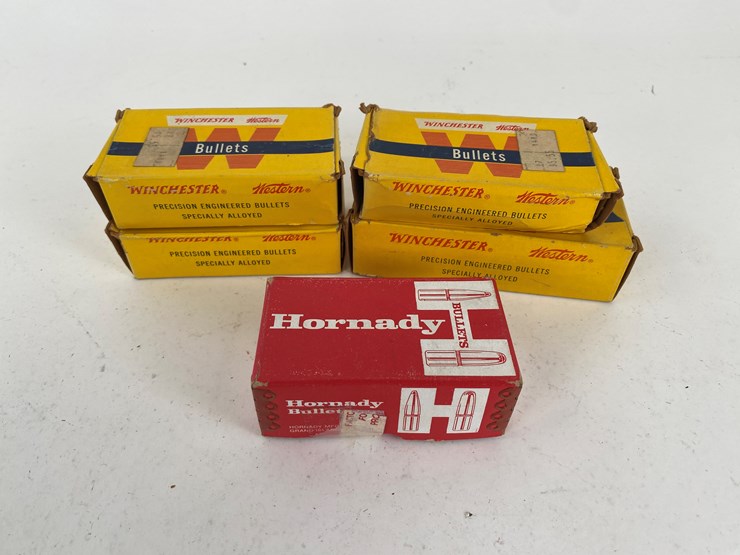 WINCHESTER Western
Bullets
WINCHESTER® Western®
PRECISION ENGINEERED BULLETS
SPECIALLY ALLOYED
WINCHESTER® Western®
PRECISION ENGINEERED BULLETS
SPECIALLY ALLOYED
WINCHESTER Western
Bullets
WINCHESTER® Western®
PRECISION ENGINEERED BULLETS
SPECIALLY ALLOYED
WINCHESTER® Western®
PRECISION ENGINEERED BULLETS
SPECIALLY ALLOYED
Hornady
BULLETS
Hornady
Bullets
HORNADY
GRAND
H